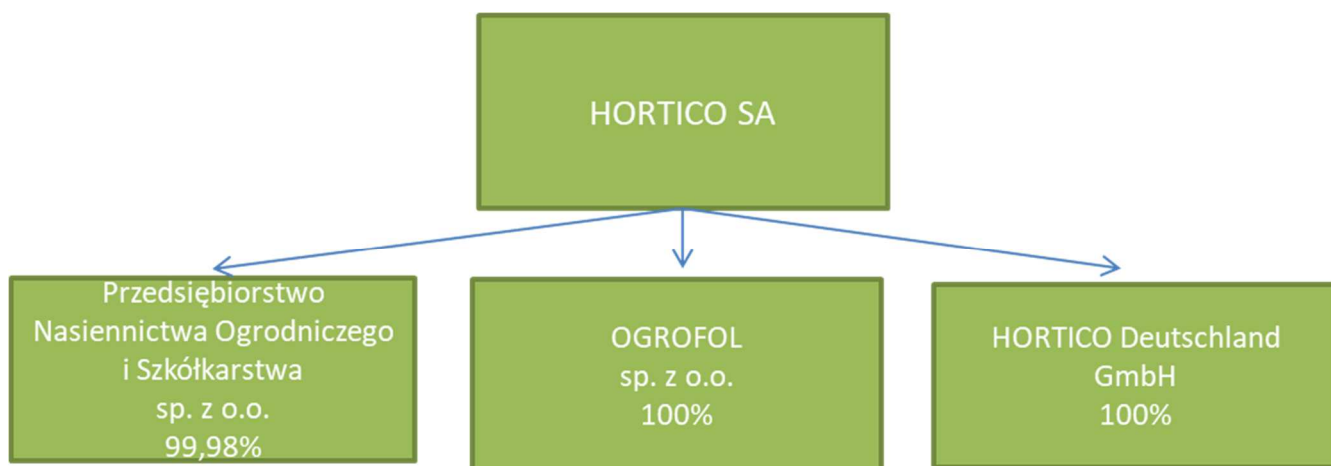 HORTICO SA
Przedsiębiorstwo
Nasiennictwa Ogrodniczego
i Szkółkarstwa
sp. z o.o.
99,98%
OGROFOL
sp. z o.o.
100%
HORTICO Deutschland
GmbH
100%